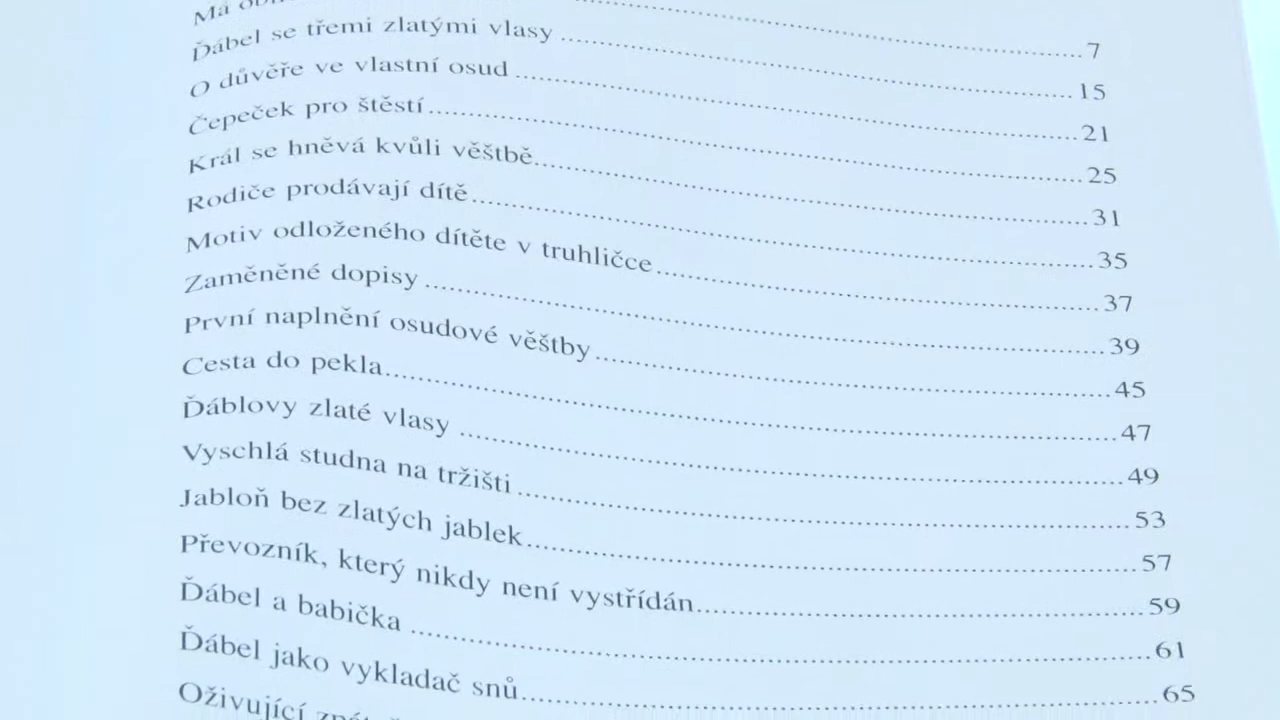 Má ........7
Ďábel se třemi zlatými vlasy ........15
O důvěře ve vlastní osud ........21
Čepeček pro štěstí ........25
Král se hněvá kvůli věštbě ........31
Rodiče prodávají dítě ........35
Motiv odloženého dítěte v truhličce ........37
Zaměněné dopisy ........39
První naplnění osudové věštby ........45
Cesta do pekla ........47
Ďáblovy zlaté vlasy ........49
Vyschlá studna na tržišti ........53
Jabloň bez zlatých jablek ........57
Převozník, který nikdy není vystřídán ........59
Ďábel a babička ........61
Ďábel jako vykladač snů ........65
Oživující